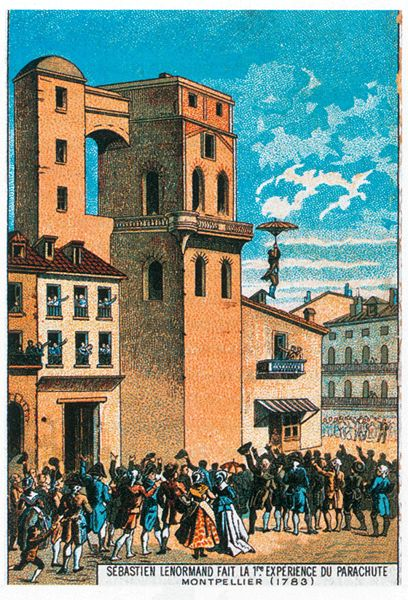 SÉBASTIEN LENORMAND FAIT LA 1RE EXPÉRIENCE DU PARACHUTE
MONTPELLIER (1783)